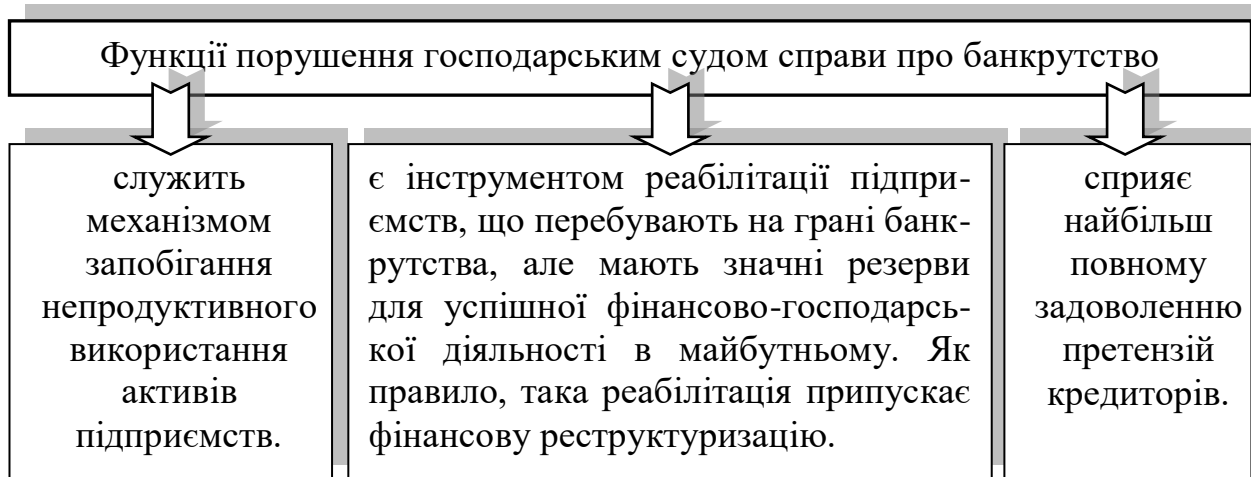 Функції порушення господарським судом справи про банкрутство
служить
механізмом
запобігання
непродуктивного
використання
активів
підприємств.
є інструментом реабілітації підпри-
ємств, що перебувають на грані банк-
рутства, але мають значні резерви
для успішної фінансово-господарсь-
кої діяльності в майбутньому. Як
правило, така реабілітація припускає
фінансову реструктуризацію.
сприяє
найбільш
повному
задоволенню
претензій
кредиторів.